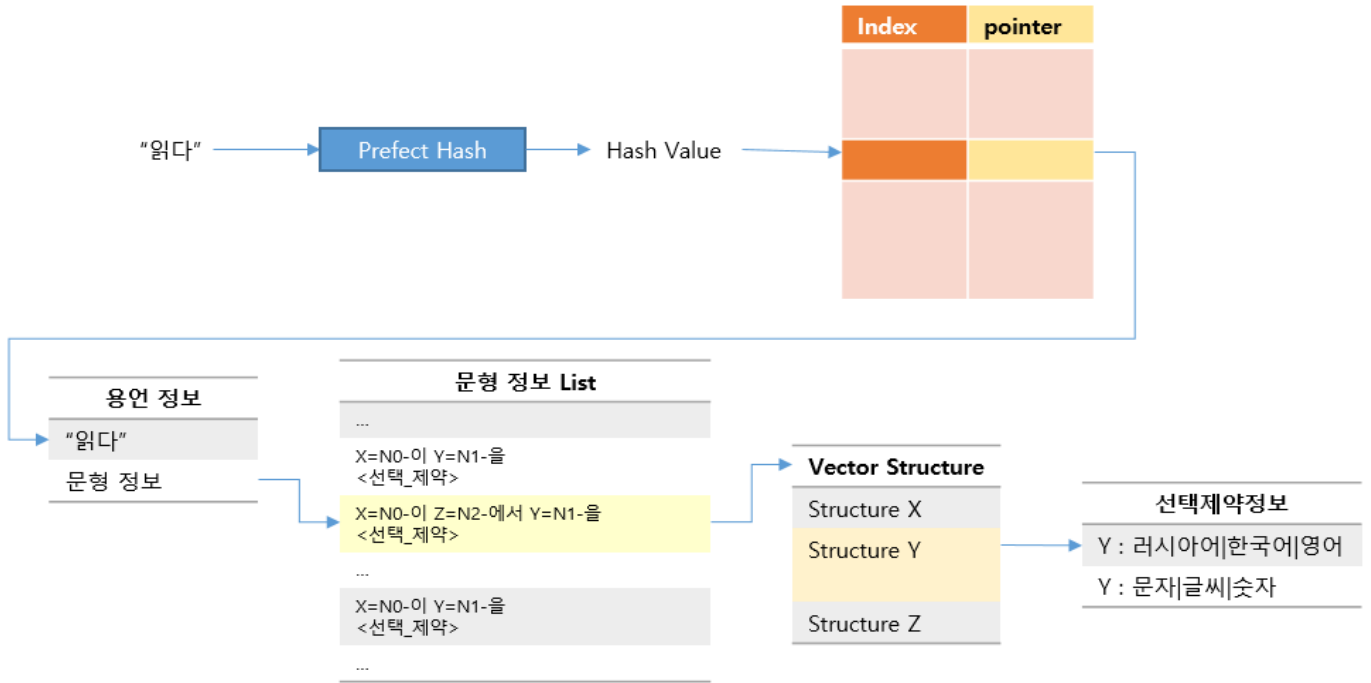 Index pointer
“읽다” Prefect Hash Hash Value
용언 정보
“읽다”
문형 정보
문형 정보 List
...
X=N0-이 Y=N1-을
<선택_제약>
X=N0-이 Z=N2-에서 Y=N1-을
<선택_제약>
...
X=N0-이 Y=N1-을
<선택_제약>
...
Vector Structure
Structure X
Structure Y
Structure Z
선택제약정보
Y : 러시아어|한국어|영어
Y : 문자|글씨|숫자